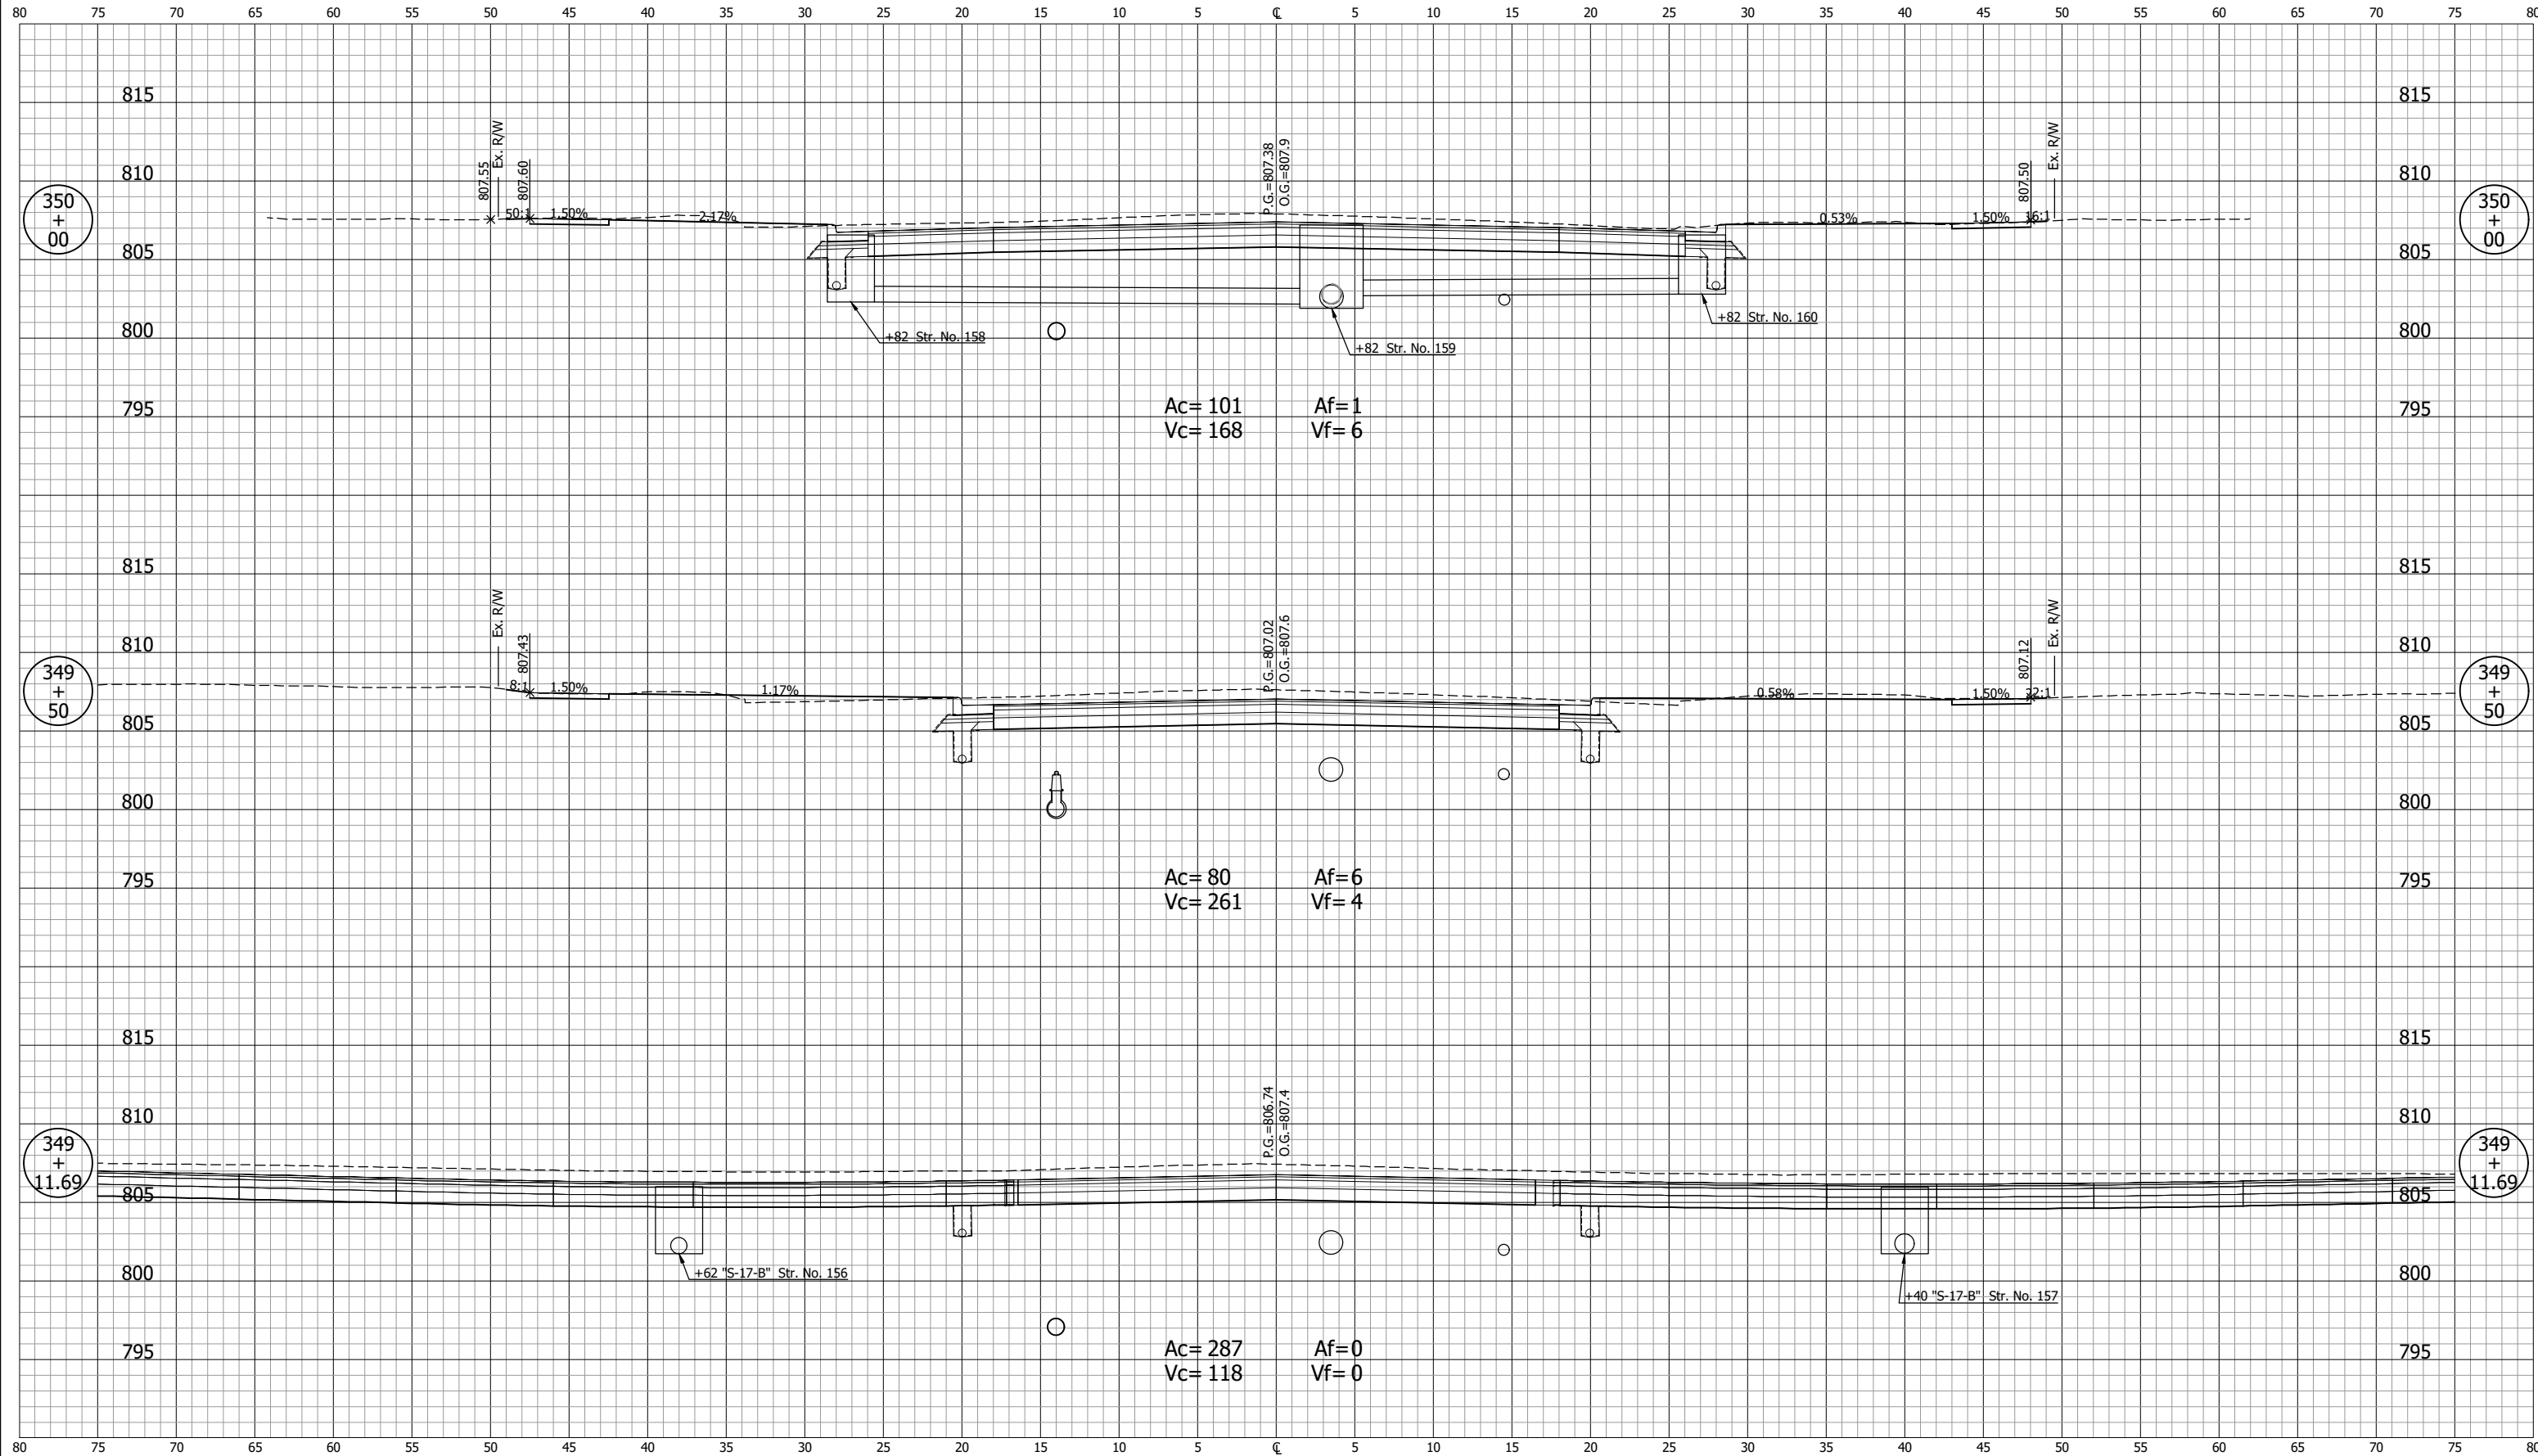 80 75 70 65 60 55 50 45 40 35 30 25 20 15 10 5 ℄ 5 10 15 20 25 30 35 40 45 50 55 60 65 70 75 80
815 815
810 810
805 805
800 800
795 795
350
+
00
807.55
Ex. R/W
807.60
50:1 1.50% 2.17%
P.G.=807.38
O.G.=807.9
0.53% 1.50% 16:1
807.50
Ex. R/W
350
+
00
+82 Str. No. 158
+82 Str. No. 159
+82 Str. No. 160
Ac= 101 Af=1
Vc= 168 Vf= 6
815 815
810 810
805 805
800 800
795 795
349
+
50
Ex. R/W
807.43
8:1 1.50% 1.17%
P.G.=807.02
O.G.=807.6
0.58% 1.50% 22:1
807.12
Ex. R/W
349
+
50
Ac= 80 Af=6
Vc= 261 Vf= 4
815 815
810 810
805 805
800 800
795 795
349
+
11.69
P.G.=806.74
O.G.=807.4
349
+
11.69
+62 "S-17-B" Str. No. 156
+40 "S-17-B" Str. No. 157
Ac= 287 Af=0
Vc= 118 Vf= 0
80 75 70 65 60 55 50 45 40 35 30 25 20 15 10 5 ℄ 5 10 15 20 25 30 35 40 45 50 55 60 65 70 75 80